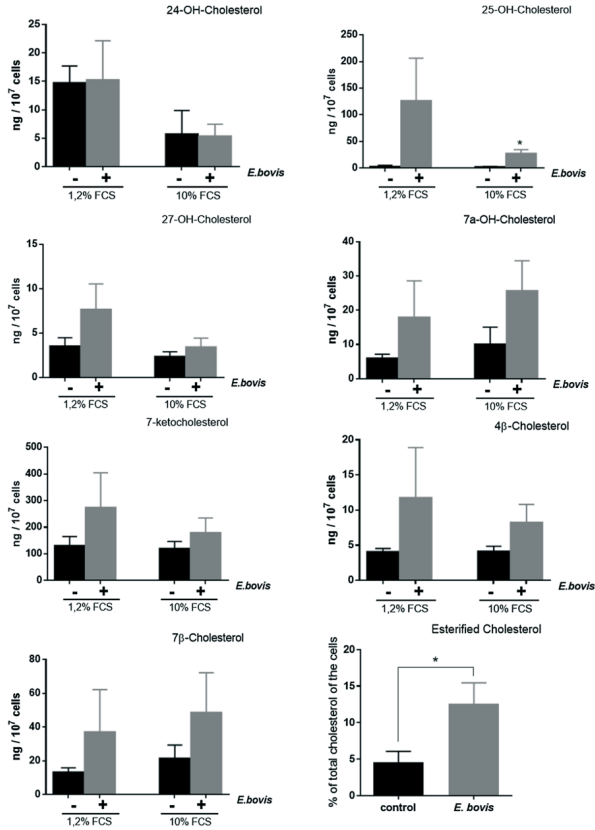 24-OH-Cholesterol
ng / 10⁷ cells
20
15
10
5
0
- + - +
E.bovis
1,2% FCS 10% FCS
25-OH-Cholesterol
ng / 10⁷ cells
250
200
150
100
50
0
*
- + - +
E.bovis
1,2% FCS 10% FCS
27-OH-Cholesterol
ng / 10⁷ cells
15
10
5
0
- + - +
E.bovis
1,2% FCS 10% FCS
7a-OH-Cholesterol
ng / 10⁷ cells
40
30
20
10
0
- + - +
E.bovis
1,2% FCS 10% FCS
7-ketocholesterol
ng / 10⁷ cells
500
400
300
200
100
0
- + - +
E.bovis
1,2% FCS 10% FCS
4β-Cholesterol
ng / 10⁷ cells
20
15
10
5
0
- + - +
E.bovis
1,2% FCS 10% FCS
7β-Cholesterol
ng / 10⁷ cells
80
60
40
20
0
- + - +
E.bovis
1,2% FCS 10% FCS
Esterified Cholesterol
% of total cholesterol of the cells
20
15
10
5
0
*
control E. bovis